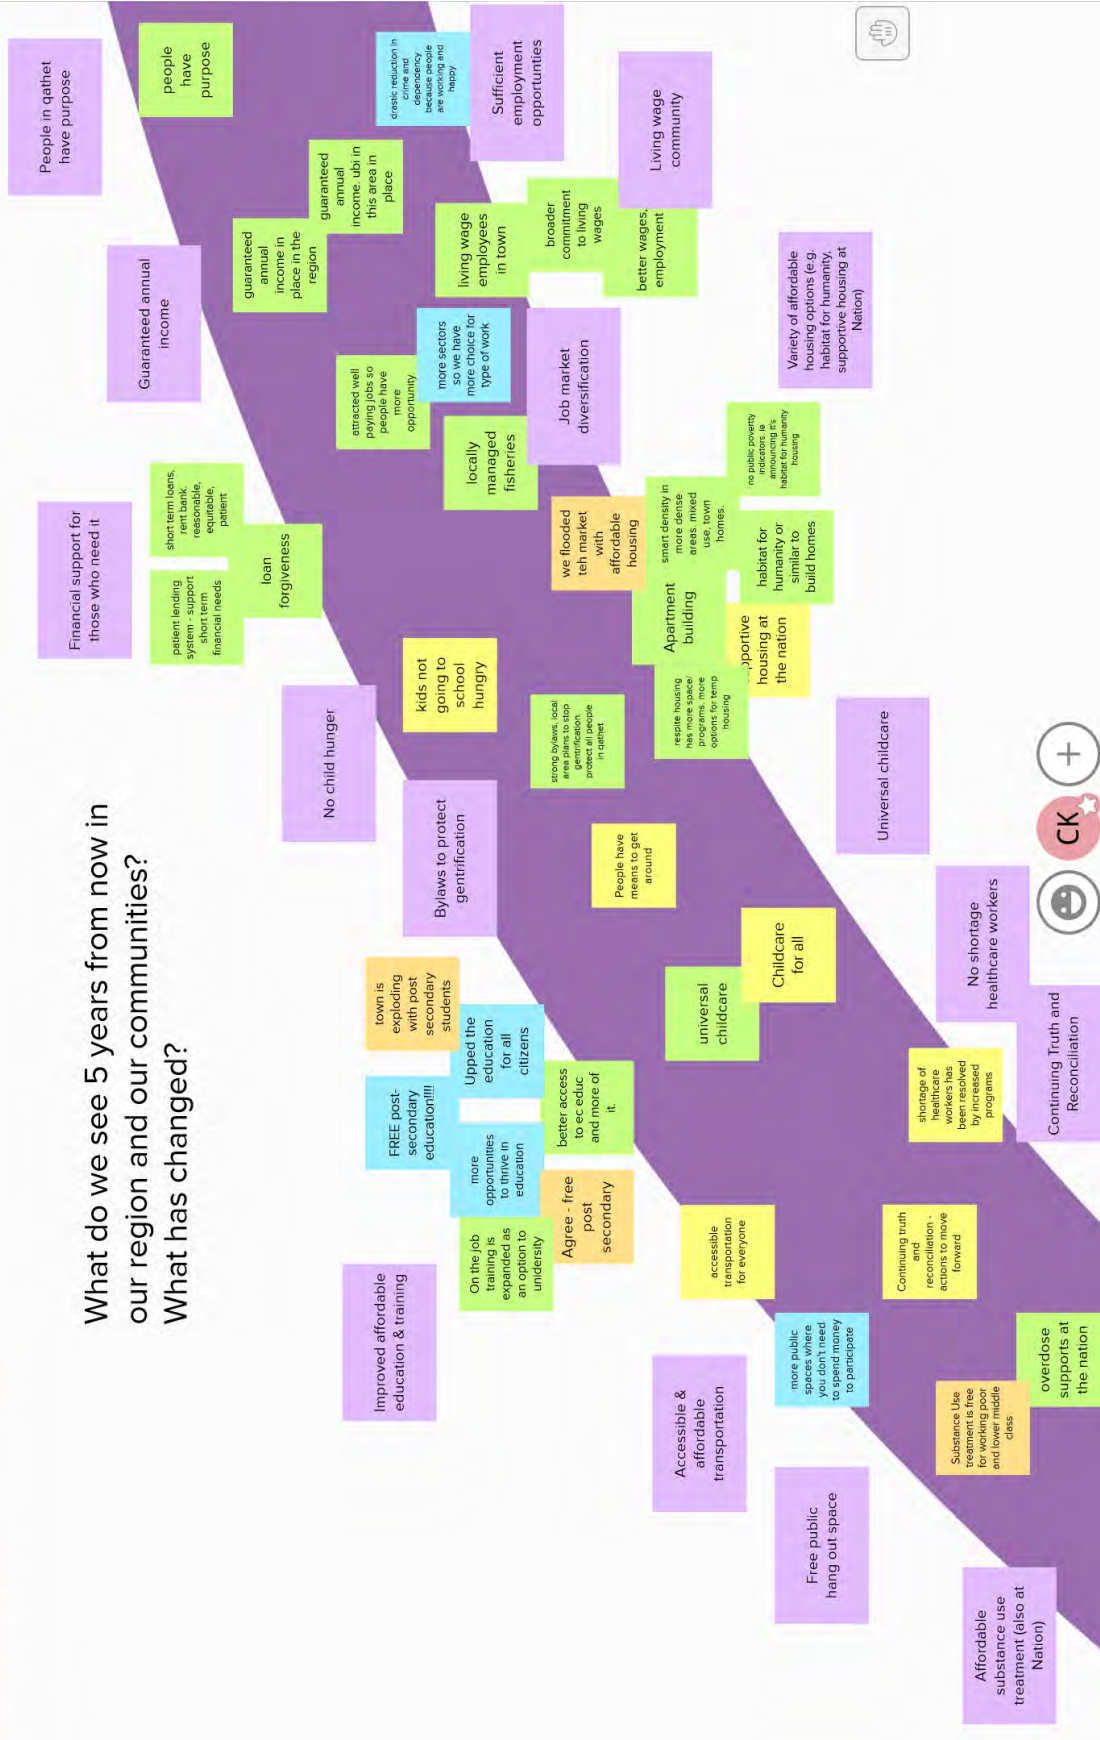 What do we see 5 years from now in
our region and our communities?
What has changed?
Affordable
substance use
treatment (also at
Nation)
Free public
hang out space
Accessible &
affordable
transportation
Improved affordable
education & training
Substance Use
treatment is free
for working poor
and lower middle
class
overdose
supports at
the nation
more public
spaces where
you don't need
to spend money
to participate
Continuing truth
and
reconciliation -
actions to move
forward
accessible
transportation
for everyone
On the job
training is
expanded as
an option to
unidersity
Agree - free
post
secondary
more
opportunities
to thrive in
education
FREE post-
secondary
education!!!!
better access
to ec educ
and more of
it.
Upped the
education
for all
citizens
town is
exploding
with post
secondary
students
shortage of
healthcare
workers has
been resolved
by increased
programs
Continuing Truth and
Reconciliation
No shortage
healthcare workers
universal
childcare
Childcare
for all
Universal childcare
People have
means to get
around
Bylaws to protect
gentrification
No child hunger
strong bylaws, local
area plans to stop
gentrification.
protect all people
in qathet
kids not
going to
school
hungry
respite housing
has more space/
programs. more
options for temp
housing
housing at
the nation
Apartment
building
habitat for
humanity or
similar to
build homes
smart density in
more dense
areas. mixed
use, town
homes.
no public poverty
indicators. ie
announcing it's
habitat for humanity
housing
we flooded
teh market
with
affordable
housing
Variety of affordable
housing options (e.g.
habitat for humanity,
supportive housing at
Nation)
Financial support for
those who need it
patient lending
system - support
short term
financial needs
short term loans,
rent bank.
reasonable,
equitable,
patient
loan
forgiveness
locally
managed
fisheries
attracted well
paying jobs so
people have
more
opportunity.
more sectors
so we have
more choice for
type of work
Job market
diversification
Guaranteed annual
income
guaranteed
annual
income in
place in the
region
guaranteed
annual
income. ubi in
this area in
place
living wage
employees
in town
broader
commitment
to living
wages
better wages,
employment
Living wage
community
People in qathet
have purpose
people
have
purpose
drastic reduction in
crime and
dependency
because people
are working and
happy
Sufficient
employment
opportunties
CK